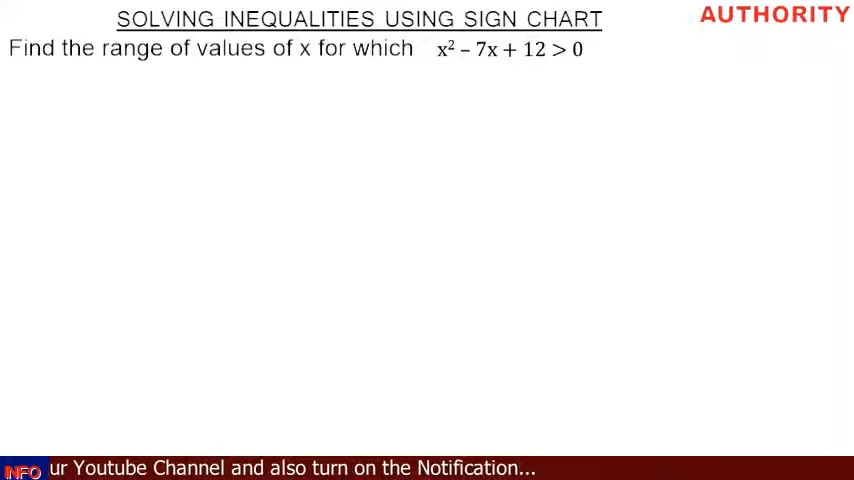 SOLVING INEQUALITIES USING SIGN CHART
AUTHORITY
Find the range of values of x for which x² – 7x + 12 > 0
INFO ur Youtube Channel and also turn on the Notification...